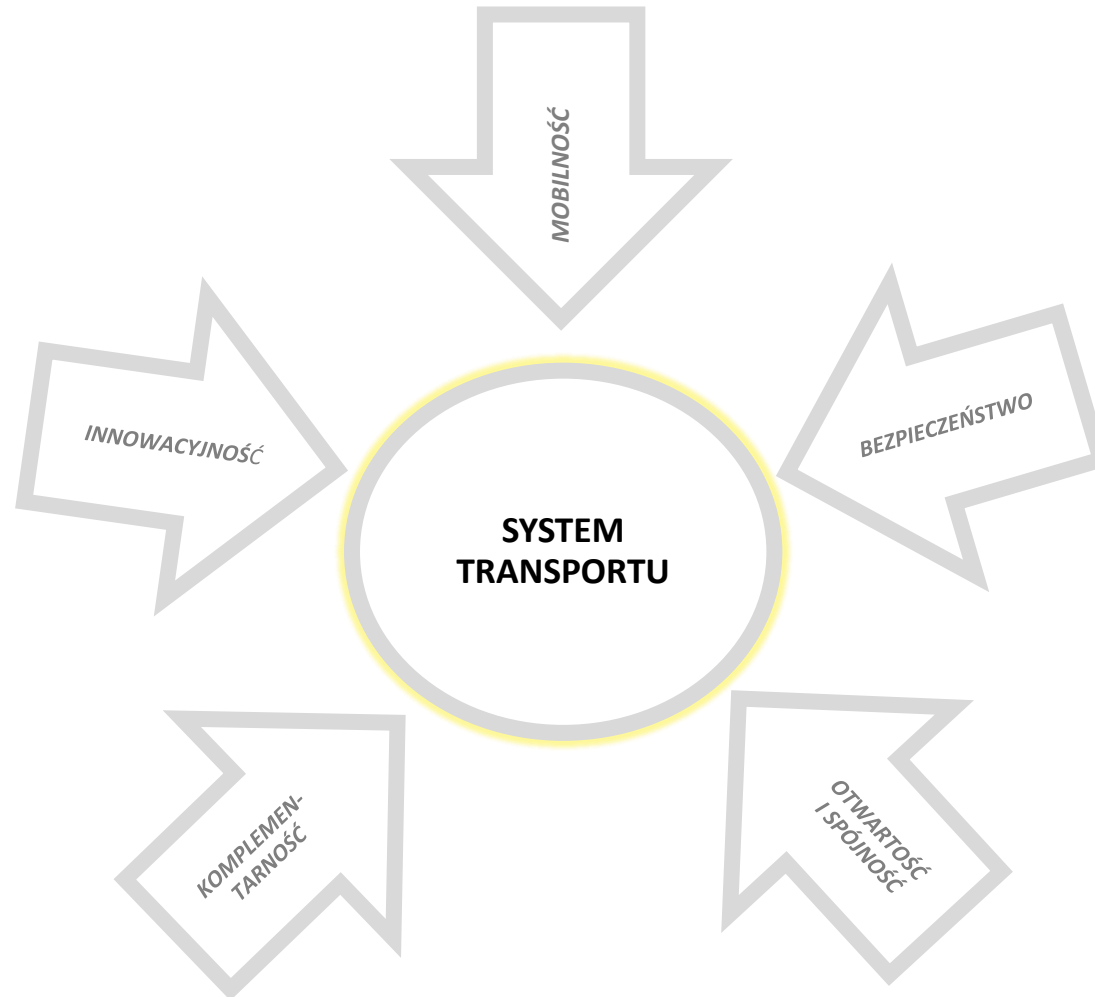 MOBILNOŚĆ
INNOWACYJNOŚĆ
BEZPIECZEŃSTWO
SYSTEM
TRANSPORTU
KOMPLEMEN-
TARNOŚĆ
OTWARTOŚĆ
I SPÓJNOŚĆ